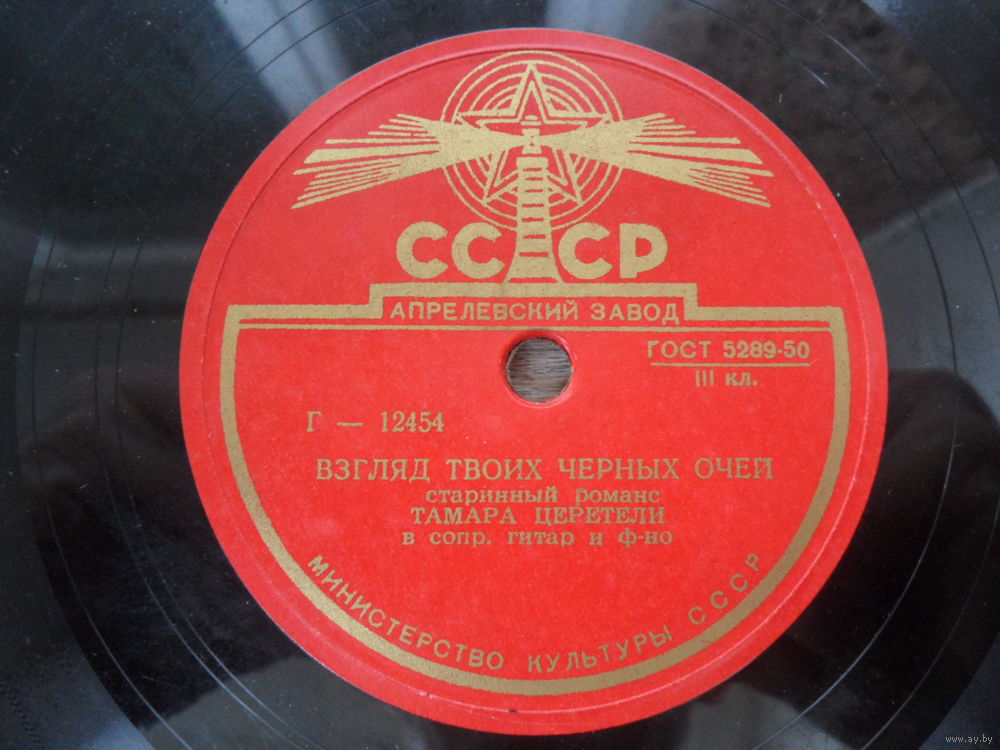 СССР
АПРЕЛЕВСКИЙ ЗАВОД
ГОСТ 5289-50
III кл.
Г — 12454
ВЗГЛЯД ТВОИХ ЧЕРНЫХ ОЧЕЙ
старинный романс
ТАМАРА ЦЕРЕТЕЛИ
в сопр. гитар и ф-но
МИНИСТЕРСТВО КУЛЬТУРЫ СССР
www.ay.by